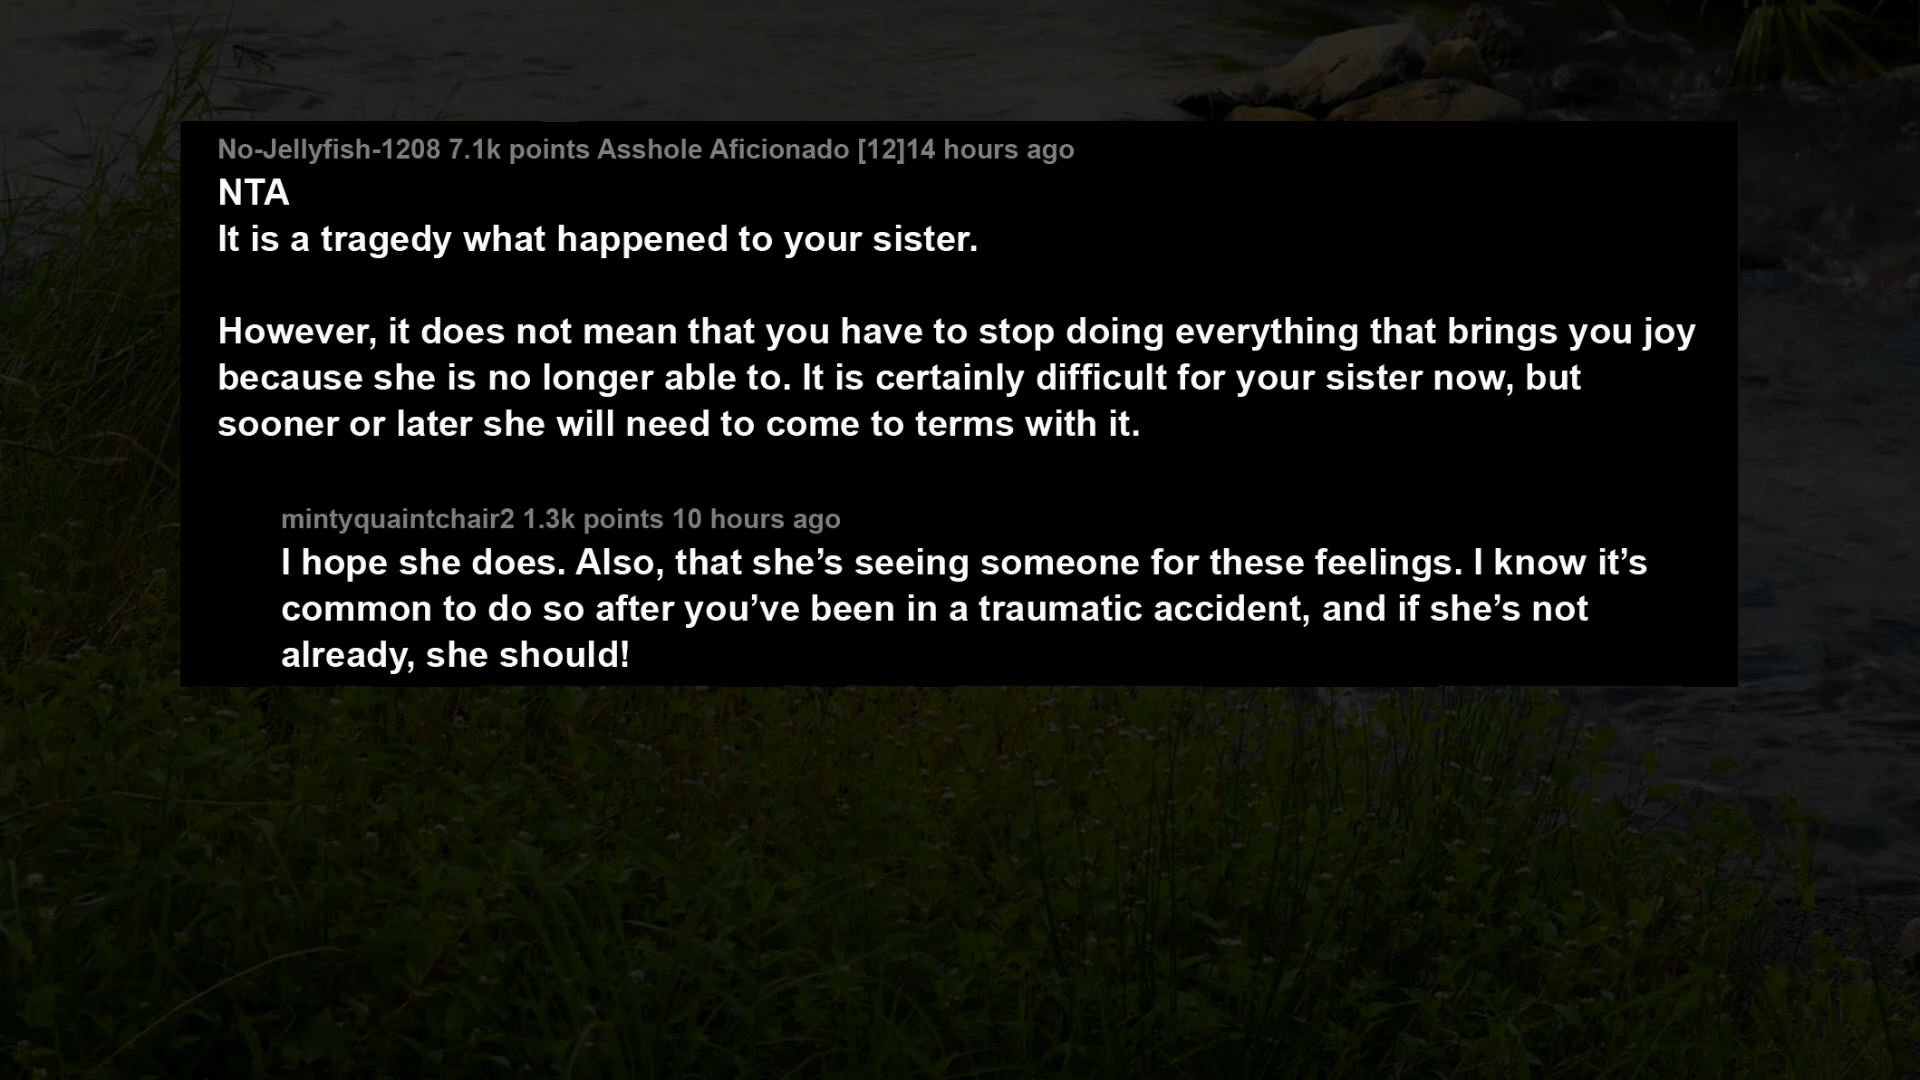 No-Jellyfish-1208 7.1k points Asshole Aficionado [12]14 hours ago
NTA
It is a tragedy what happened to your sister.
However, it does not mean that you have to stop doing everything that brings you joy
because she is no longer able to. It is certainly difficult for your sister now, but
sooner or later she will need to come to terms with it.
mintyquaintchair2 1.3k points 10 hours ago
I hope she does. Also, that she’s seeing someone for these feelings. I know it’s
common to do so after you’ve been in a traumatic accident, and if she’s not
already, she should!